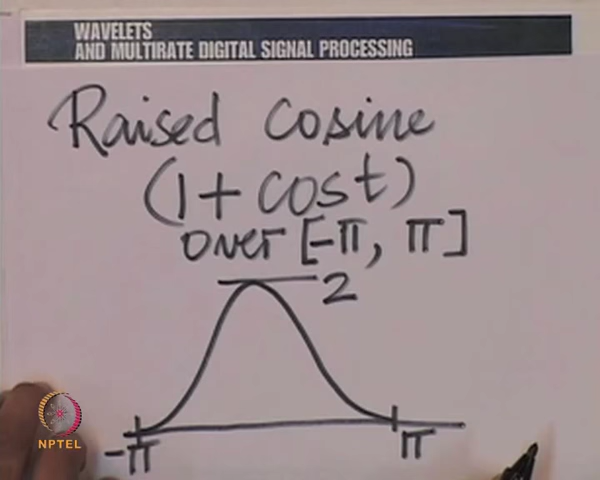 WAVELETS
AND MULTIRATE DIGITAL SIGNAL PROCESSING
Raised cosine
(1 + cos t)
over [-π, π]
2
-π
π
NPTEL